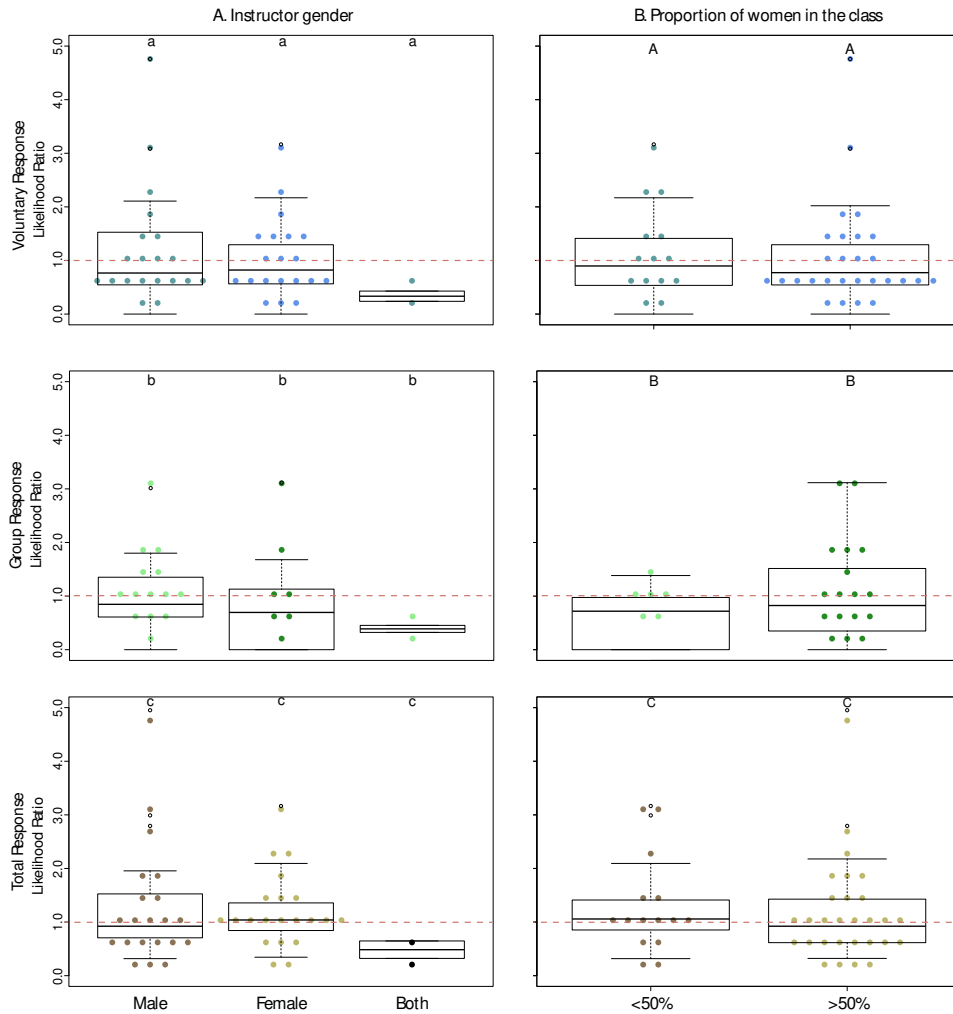 A. Instructor gender
B. Proportion of women in the class
Voluntary Response
Likelihood Ratio
5.0
4.0
3.0
2.0
1.0
0.0
a a a
A A
Group Response
Likelihood Ratio
5.0
4.0
3.0
2.0
1.0
0.0
b b b
B B
Total Response
Likelihood Ratio
5.0
4.0
3.0
2.0
1.0
0.0
c c c
C C
Male Female Both
<50% >50%